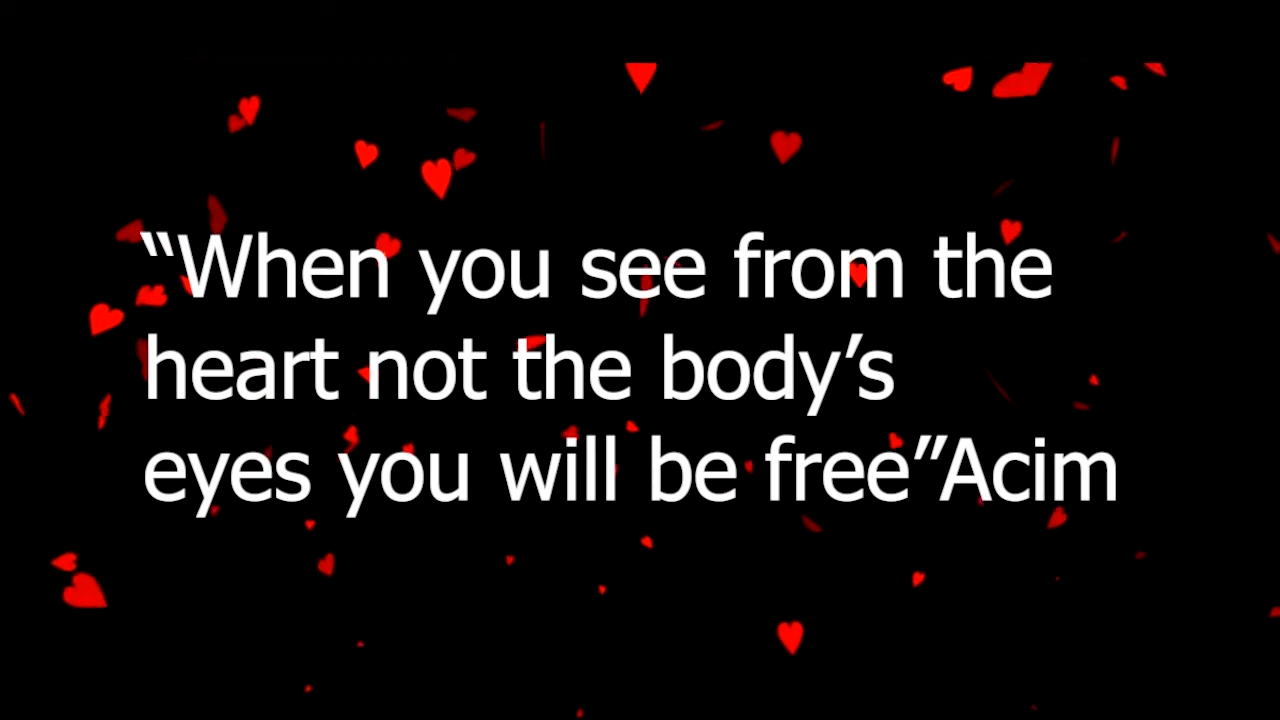 “When you see from the
heart not the body’s
eyes you will be free”Acim